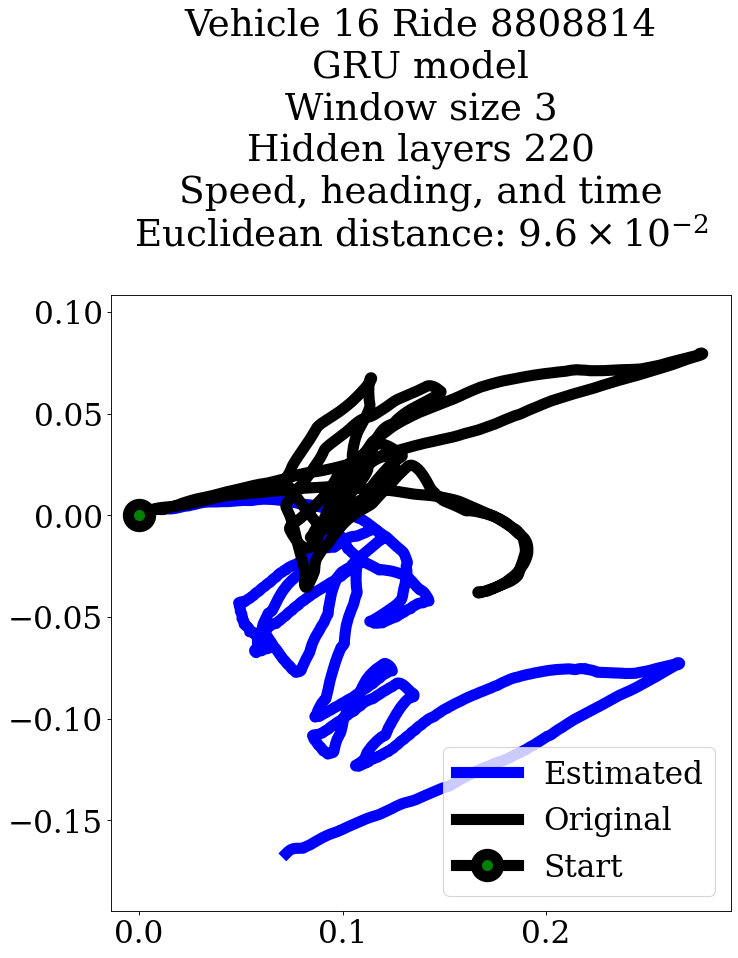 Vehicle 16 Ride 8808814
GRU model
Window size 3
Hidden layers 220
Speed, heading, and time
Euclidean distance: 9.6 × 10⁻²
0.10
0.05
0.00
−0.05
−0.10
−0.15
Estimated
Original
Start
0.0 0.1 0.2